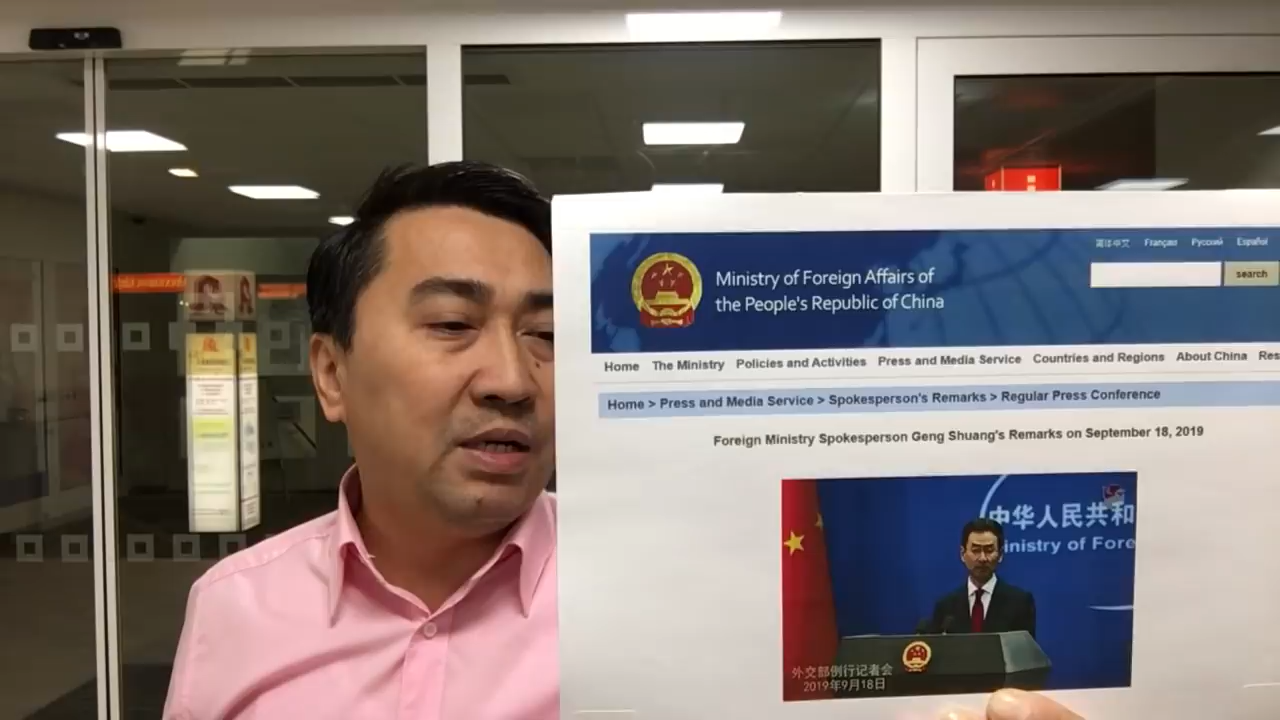 简体中文 Français Русский Español
search
Ministry of Foreign Affairs of
the People's Republic of China
Home The Ministry Policies and Activities Press and Media Service Countries and Regions About China Res
Home > Press and Media Service > Spokesperson's Remarks > Regular Press Conference
Foreign Ministry Spokesperson Geng Shuang's Remarks on September 18, 2019
中华人民共和
inistry of Fore
外交部例行记者会
2019年9月18日